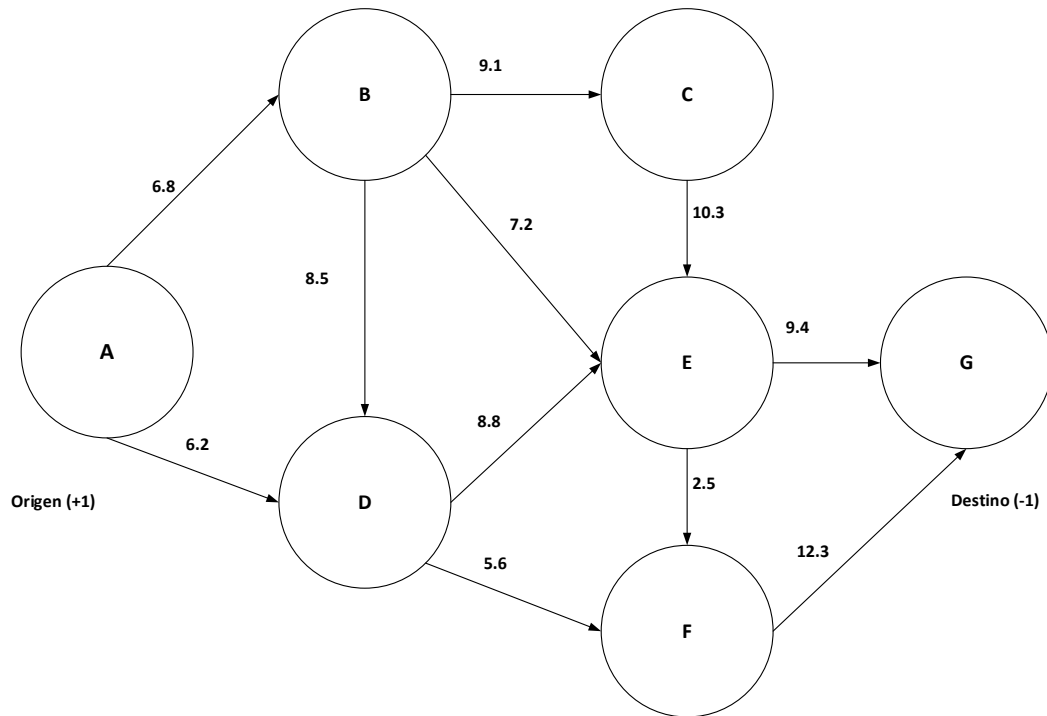 B
9.1
C
6.8
7.2
10.3
8.5
A
E
9.4
G
6.2
8.8
D
2.5
Origen (+1)
Destino (-1)
5.6
12.3
F